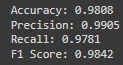 Accuracy: 0.9808
Precision: 0.9905
Recall: 0.9781
F1 Score: 0.9842